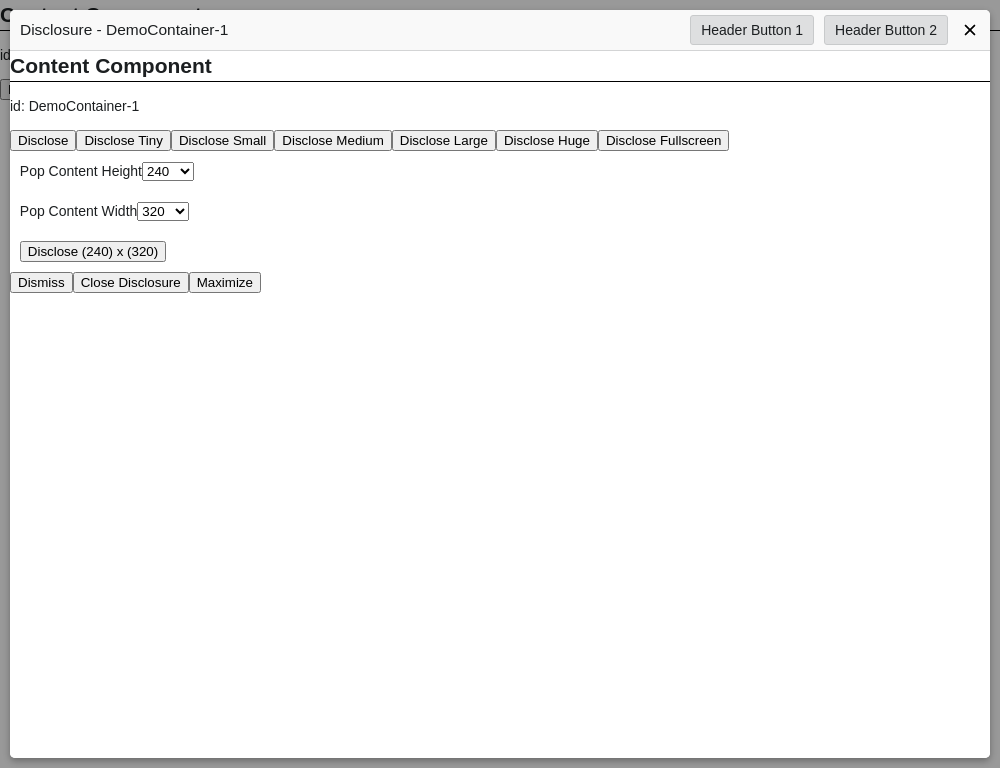 Disclosure - DemoContainer-1 Header Button 1 Header Button 2
Content Component
id: DemoContainer-1
Disclose Disclose Tiny Disclose Small Disclose Medium Disclose Large Disclose Huge Disclose Fullscreen
Pop Content Height 240
Pop Content Width 320
Disclose (240) x (320)
Dismiss Close Disclosure Maximize